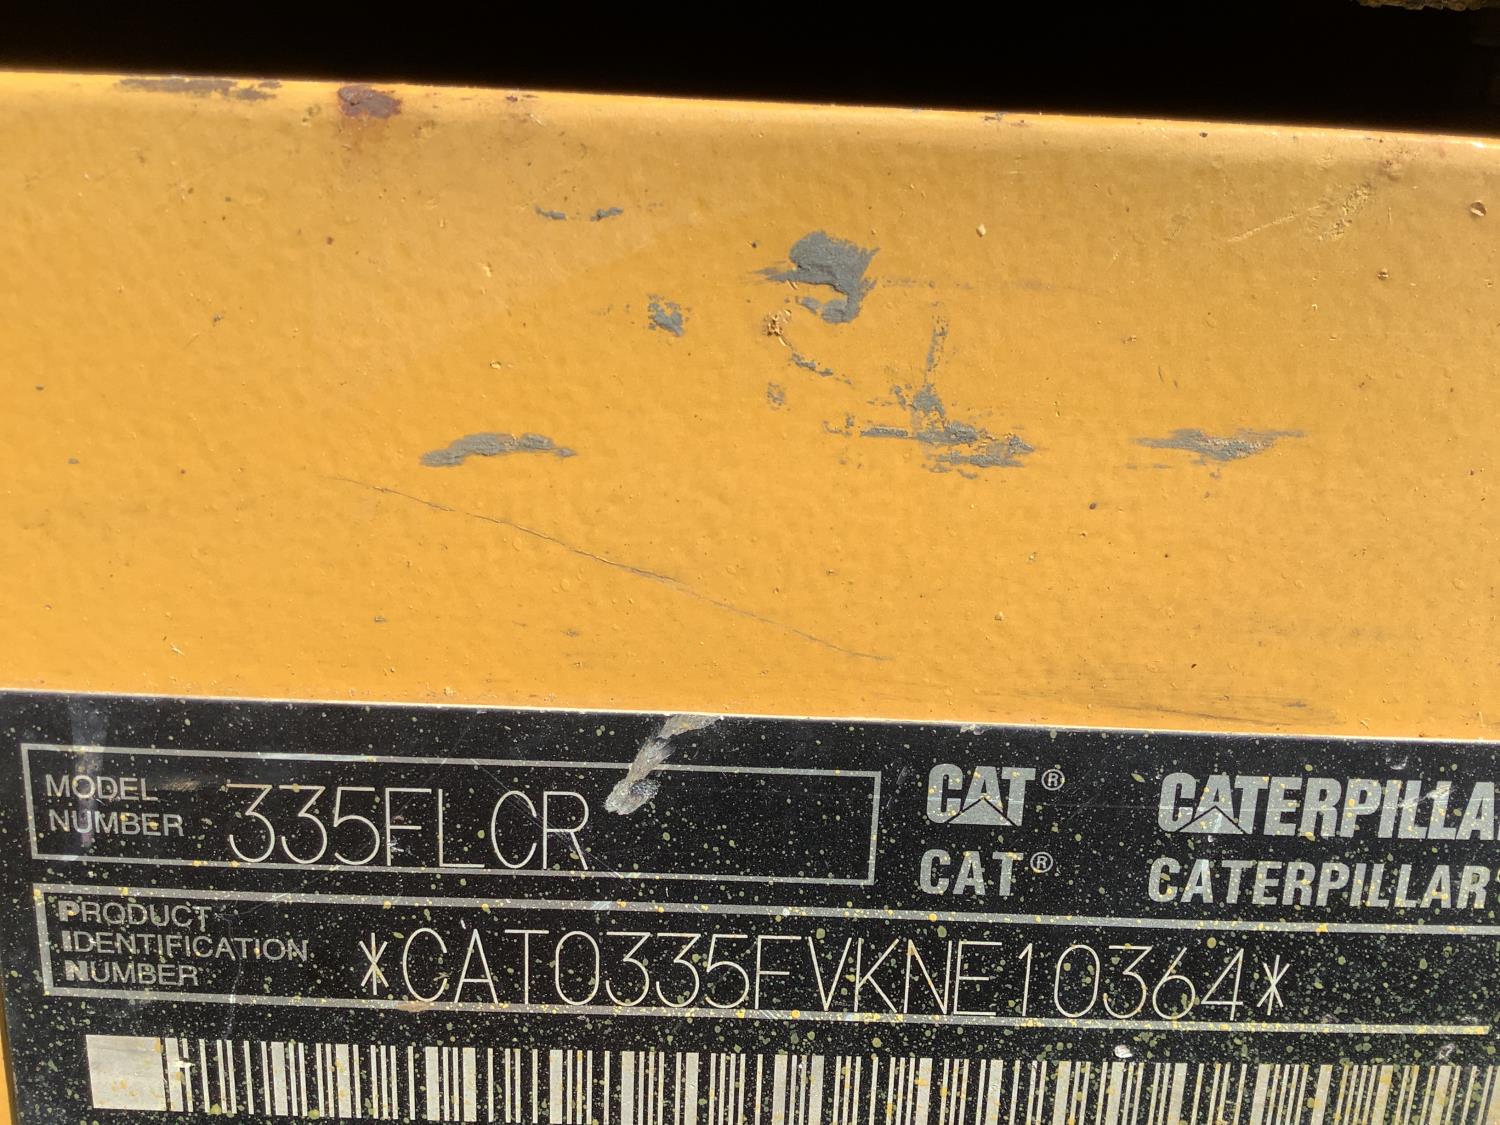 MODEL
NUMBER 335FLCR
CAT® CATERPILLA
CAT® CATERPILLAR
PRODUCT
IDENTIFICATION
NUMBER *CAT0335FVKNE10364*